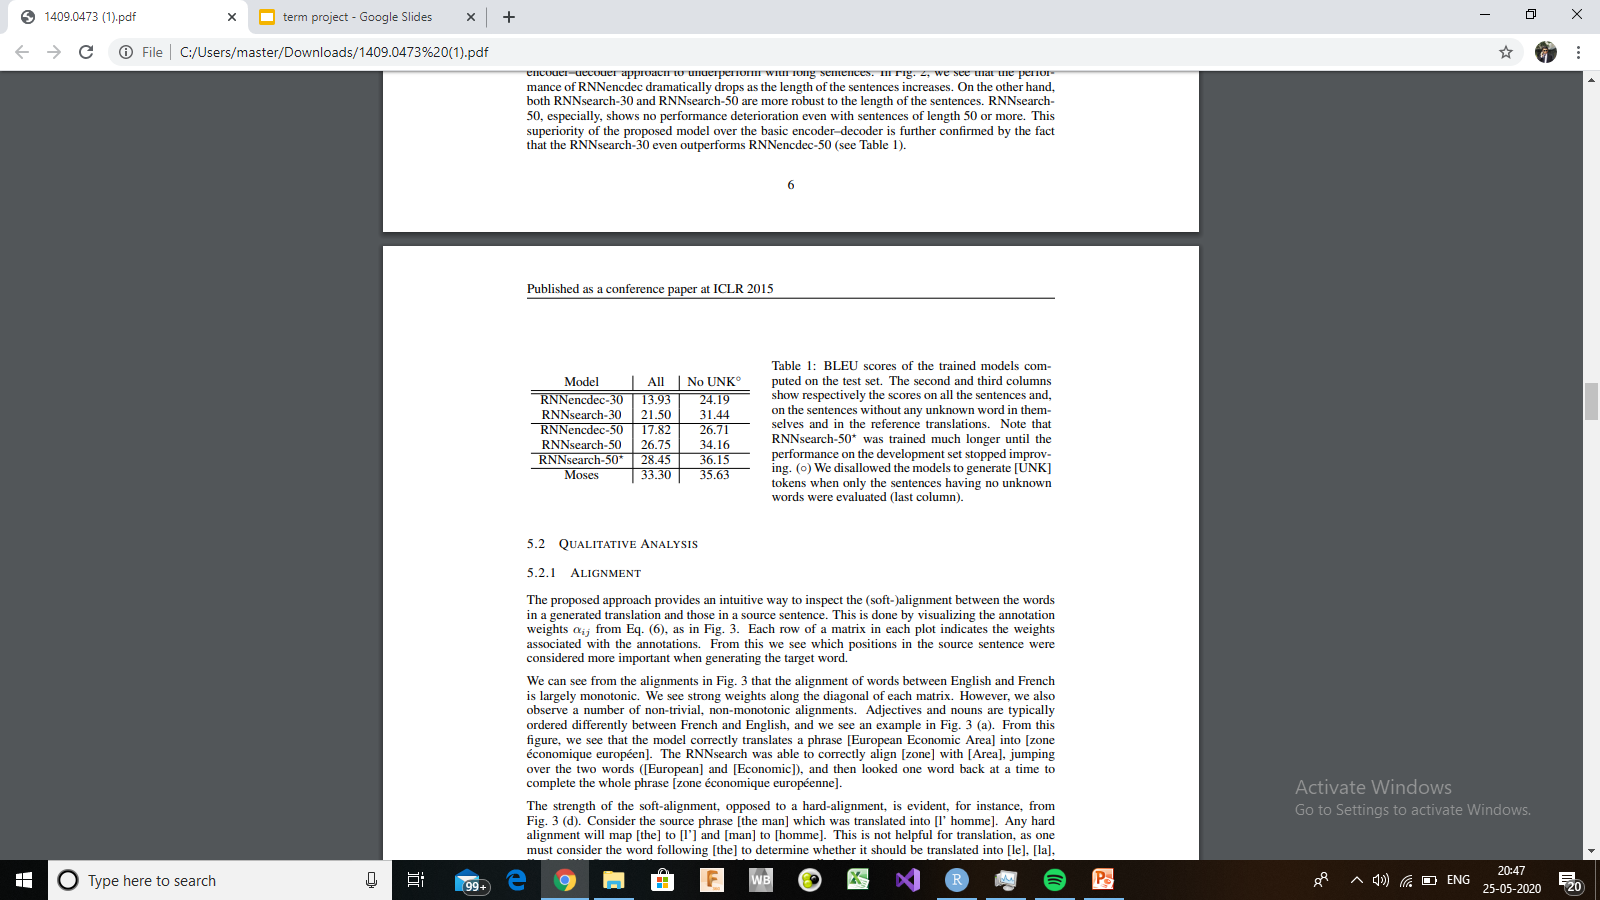 1409.0473 (1).pdf
term project - Google Slides
File
C:/Users/master/Downloads/1409.0473%20(1).pdf
encoder–decoder approach to underperform with long sentences. In Fig. 2, we see that the perfor-
mance of RNNencdec dramatically drops as the length of the sentences increases. On the other hand,
both RNNsearch-30 and RNNsearch-50 are more robust to the length of the sentences. RNNsearch-
50, especially, shows no performance deterioration even with sentences of length 50 or more. This
superiority of the proposed model over the basic encoder–decoder is further confirmed by the fact
that the RNNsearch-30 even outperforms RNNencdec-50 (see Table 1).
6
Published as a conference paper at ICLR 2015
Model All No UNK°
RNNencdec-30 13.93 24.19
RNNsearch-30 21.50 31.44
RNNencdec-50 17.82 26.71
RNNsearch-50 26.75 34.16
RNNsearch-50* 28.45 36.15
Moses 33.30 35.63
Table 1: BLEU scores of the trained models com-
puted on the test set. The second and third columns
show respectively the scores on all the sentences and,
on the sentences without any unknown word in them-
selves and in the reference translations. Note that
RNNsearch-50* was trained much longer until the
performance on the development set stopped improv-
ing. (○) We disallowed the models to generate [UNK]
tokens when only the sentences having no unknown
words were evaluated (last column).
5.2 QUALITATIVE ANALYSIS
5.2.1 ALIGNMENT
The proposed approach provides an intuitive way to inspect the (soft-)alignment between the words
in a generated translation and those in a source sentence. This is done by visualizing the annotation
weights αij from Eq. (6), as in Fig. 3. Each row of a matrix in each plot indicates the weights
associated with the annotations. From this we see which positions in the source sentence were
considered more important when generating the target word.
We can see from the alignments in Fig. 3 that the alignment of words between English and French
is largely monotonic. We see strong weights along the diagonal of each matrix. However, we also
observe a number of non-trivial, non-monotonic alignments. Adjectives and nouns are typically
ordered differently between French and English, and we see an example in Fig. 3 (a). From this
figure, we see that the model correctly translates a phrase [European Economic Area] into [zone
économique européen]. The RNNsearch was able to correctly align [zone] with [Area], jumping
over the two words ([European] and [Economic]), and then looked one word back at a time to
complete the whole phrase [zone économique européenne].
The strength of the soft-alignment, opposed to a hard-alignment, is evident, for instance, from
Fig. 3 (d). Consider the source phrase [the man] which was translated into [l' homme]. Any hard
alignment will map [the] to [l'] and [man] to [homme]. This is not helpful for translation, as one
must consider the word following [the] to determine whether it should be translated into [le], [la],
Activate Windows
Go to Settings to activate Windows.
Type here to search
99+
F
WB
R
ENG
20:47
25-05-2020
20